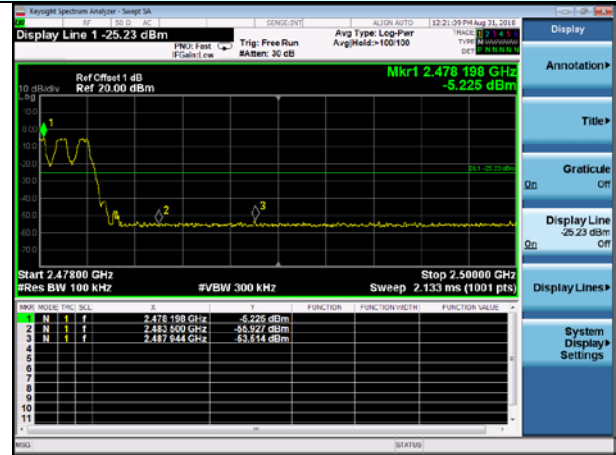 Keysight Spectrum Analyzer - Swept SA
RF 50 Ω AC SENSE:INT ALIGN AUTO 12:21:09 PM Aug 31, 2018
Display Line 1 -25.23 dBm
PNO: Fast
IFGain:Low
Trig: Free Run
#Atten: 30 dB
Avg Type: Log-Pwr
Avg|Hold:>100/100
TRACE 1 2 3 4 5 6
TYPE
DET P N N N N N
Ref Offset 1 dB
Ref 20.00 dBm
10 dB/div
Log
Mkr1 2.478 198 GHz
-5.225 dBm
10.0
0.00
-10.0
-20.0
-30.0
-40.0
-50.0
-60.0
-70.0
1
2
3
DL1 -25.23 dBm
Start 2.47800 GHz
#Res BW 100 kHz
#VBW 300 kHz
Stop 2.50000 GHz
Sweep 2.133 ms (1001 pts)
MKR MODE TRC SCL X Y FUNCTION FUNCTION WIDTH FUNCTION VALUE
1 N 1 f 2.478 198 GHz -5.225 dBm
2 N 1 f 2.483 500 GHz -55.927 dBm
3 N 1 f 2.487 944 GHz -53.514 dBm
4
5
6
7
8
9
10
11
MSG
STATUS
Display
Annotation
Title
Graticule
On Off
Display Line
-25.23 dBm
On Off
Display Lines
System
Display
Settings